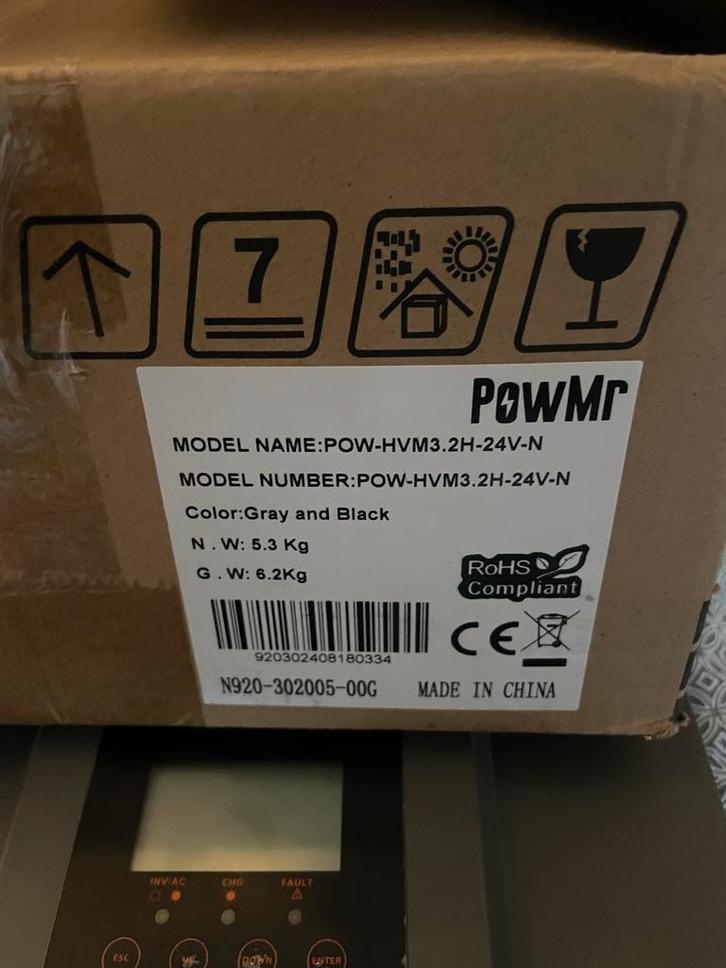 7
PowMr
MODEL NAME:POW-HVM3.2H-24V-N
MODEL NUMBER:POW-HVM3.2H-24V-N
Color:Gray and Black
N . W: 5.3 Kg
G . W: 6.2Kg
RoHS
Compliant
CE
920302408180334
N920-302005-00G MADE IN CHINA
INV/AC CHG FAULT
ESC UP DOWN ENTER